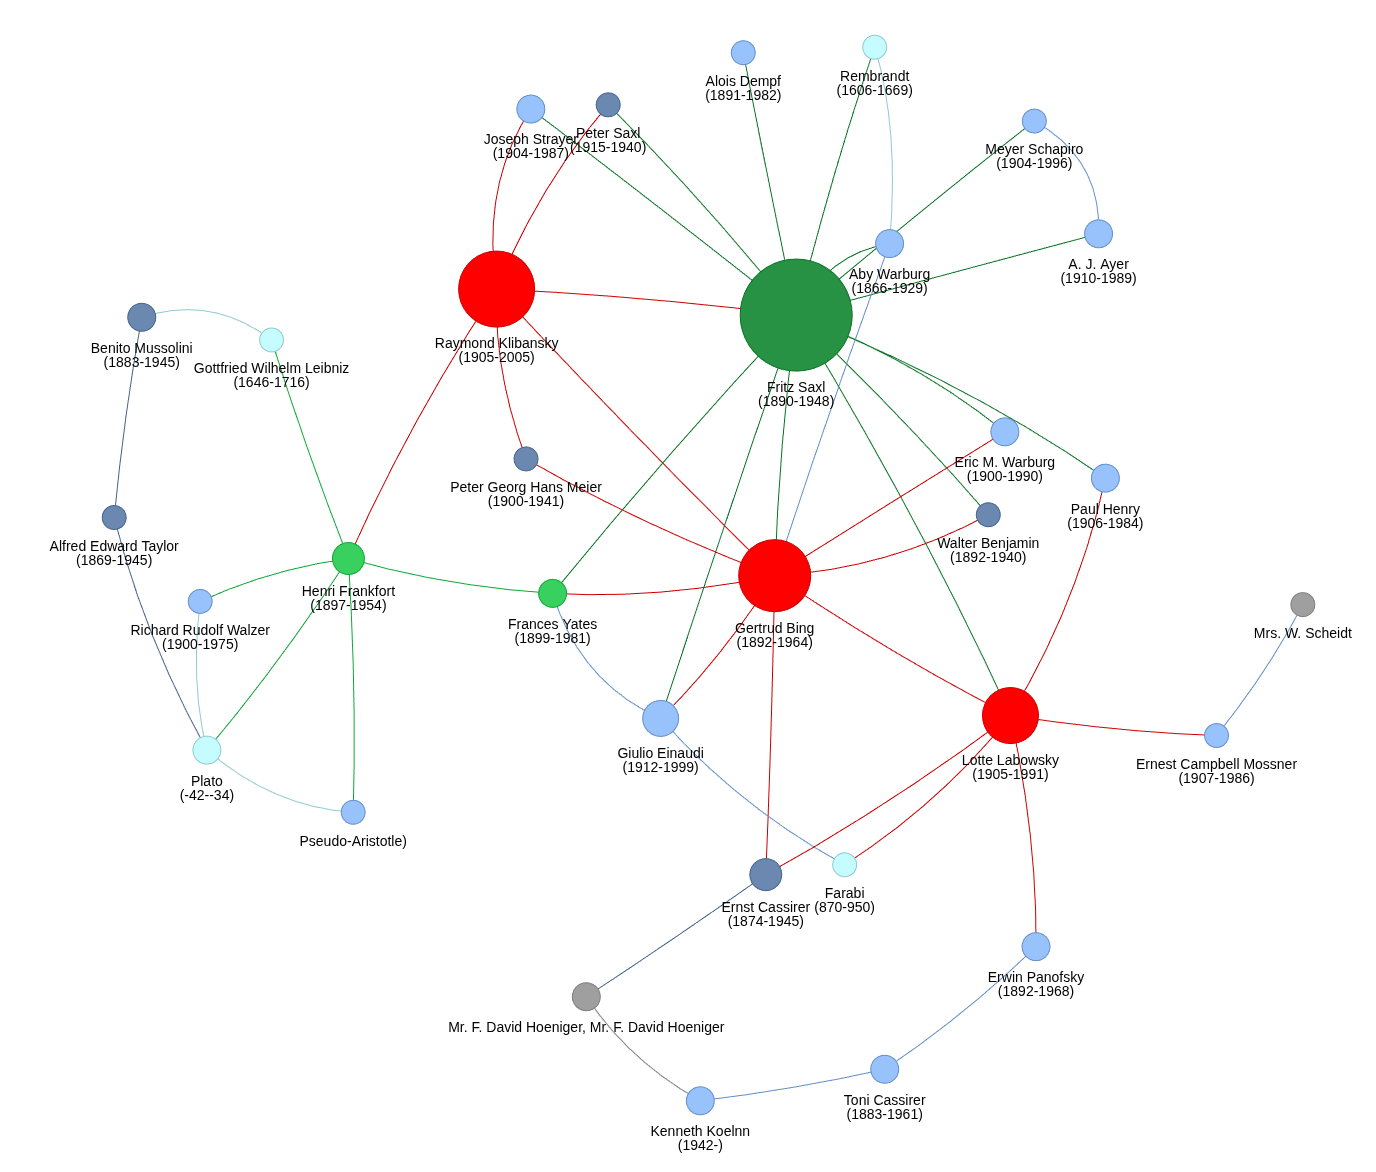 Alois Dempf
(1891-1982)
Rembrandt
(1606-1669)
Joseph Strayer
(1904-1987)
Peter Saxl
(1915-1940)
Meyer Schapiro
(1904-1996)
A. J. Ayer
(1910-1989)
Aby Warburg
(1866-1929)
Raymond Klibansky
(1905-2005)
Benito Mussolini
(1883-1945)
Gottfried Wilhelm Leibniz
(1646-1716)
Fritz Saxl
(1890-1948)
Eric M. Warburg
(1900-1990)
Peter Georg Hans Meier
(1900-1941)
Paul Henry
(1906-1984)
Walter Benjamin
(1892-1940)
Alfred Edward Taylor
(1869-1945)
Henri Frankfort
(1897-1954)
Frances Yates
(1899-1981)
Gertrud Bing
(1892-1964)
Richard Rudolf Walzer
(1900-1975)
Mrs. W. Scheidt
Giulio Einaudi
(1912-1999)
Lotte Labowsky
(1905-1991)
Ernest Campbell Mossner
(1907-1986)
Plato
(-42--34)
Pseudo-Aristotle)
Ernst Cassirer
(1874-1945)
Farabi
(870-950)
Erwin Panofsky
(1892-1968)
Mr. F. David Hoeniger, Mr. F. David Hoeniger
Toni Cassirer
(1883-1961)
Kenneth Koelnn
(1942-)